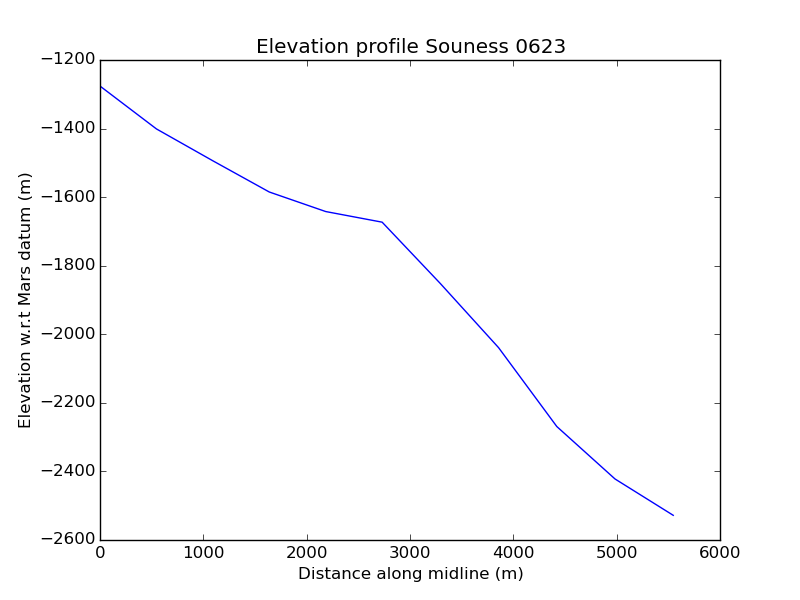 Elevation profile Souness 0623
−1200
−1400
−1600
−1800
−2000
−2200
−2400
−2600
Elevation w.r.t Mars datum (m)
0 1000 2000 3000 4000 5000 6000
Distance along midline (m)